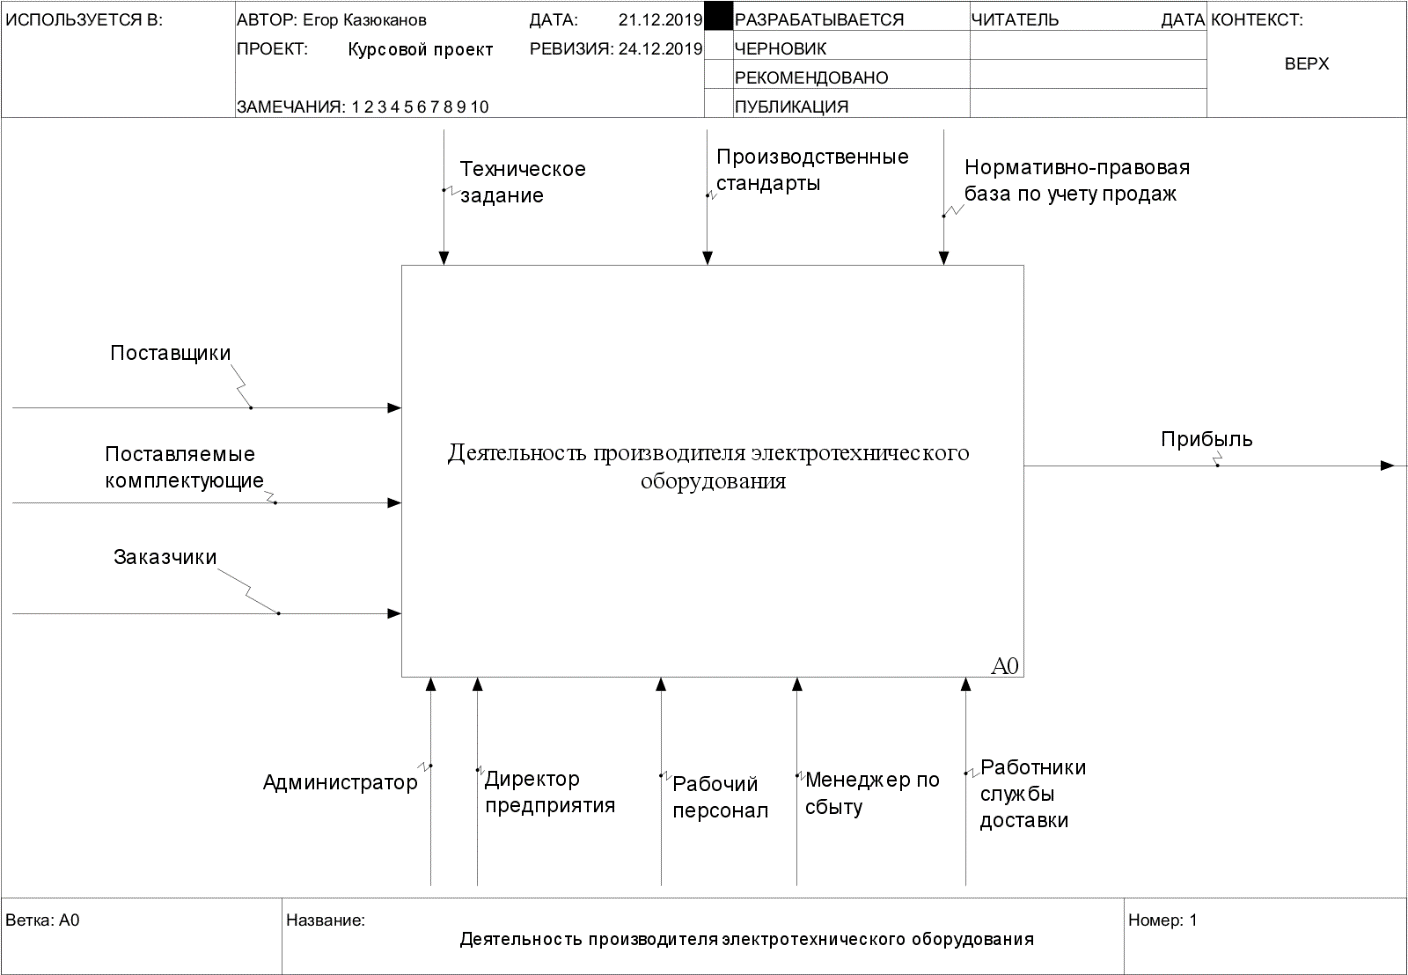 ИСПОЛЬЗУЕТСЯ В:
АВТОР: Егор Казюканов
ДАТА: 21.12.2019
ПРОЕКТ: Курсовой проект
РЕВИЗИЯ: 24.12.2019
ЗАМЕЧАНИЯ: 1 2 3 4 5 6 7 8 9 10
РАЗРАБАТЫВАЕТСЯ
ЧЕРНОВИК
РЕКОМЕНДОВАНО
ПУБЛИКАЦИЯ
ЧИТАТЕЛЬ ДАТА
КОНТЕКСТ:
ВЕРХ
Техническое
задание
Производственные
стандарты
Нормативно-правовая
база по учету продаж
Поставщики
Поставляемые
комплектующие
Заказчики
Деятельность производителя электротехнического
оборудования
Прибыль
A0
Администратор
Директор
предприятия
Рабочий
персонал
Менеджер по
сбыту
Работники
службы
доставки
Ветка: A0
Название:
Деятельность производителя электротехнического оборудования
Номер: 1